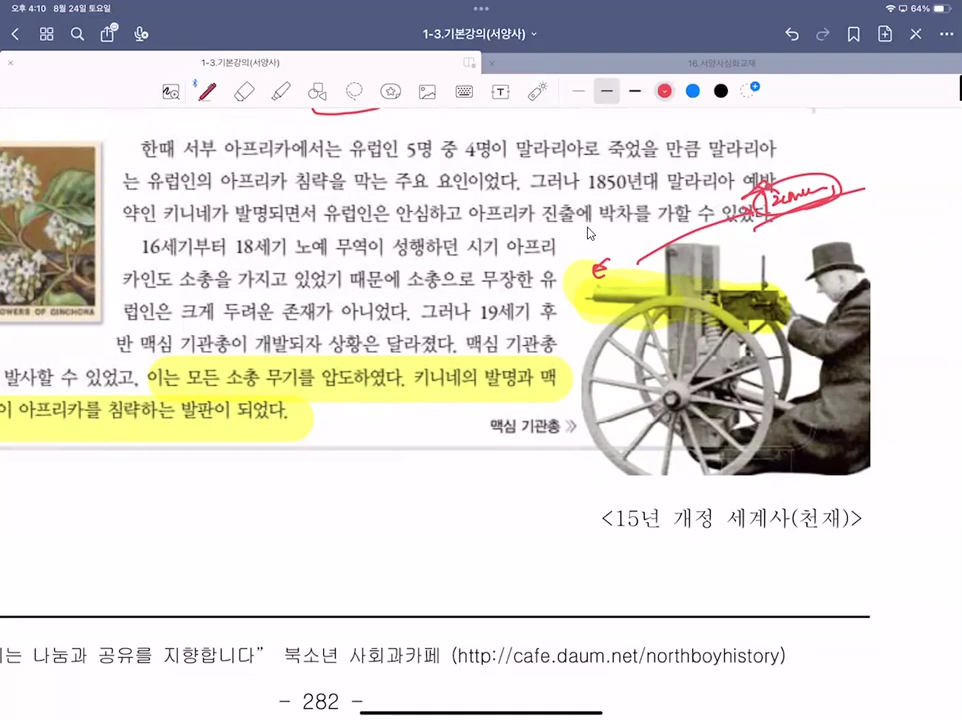 오후 4:10 8월 24일 토요일
64%
1-3.기본강의(서양사)
1-3.기본강의(서양사)
16.서양사심화교재
한때 서부 아프리카에서는 유럽인 5명 중 4명이 말라리아로 죽었을 만큼 말라리아
는 유럽인의 아프리카 침략을 막는 주요 요인이었다. 그러나 1850년대 말라리아 예방
약인 키니네가 발명되면서 유럽인은 안심하고 아프리카 진출에 박차를 가할 수 있었다.
16세기부터 18세기 노예 무역이 성행하던 시기 아프리
카인도 소총을 가지고 있었기 때문에 소총으로 무장한 유
럽인은 크게 두려운 존재가 아니었다. 그러나 19세기 후
반 맥심 기관총이 개발되자 상황은 달라졌다. 맥심 기관총
발사할 수 있었고, 이는 모든 소총 무기를 압도하였다. 키니네의 발명과 맥
이 아프리카를 침략하는 발판이 되었다.
맥심 기관총 》
OWERS OF CINCHONA
<15년 개정 세계사(천재)>
는 나눔과 공유를 지향합니다” 북소년 사회과카페 (http://cafe.daum.net/northboyhistory)
- 282 -